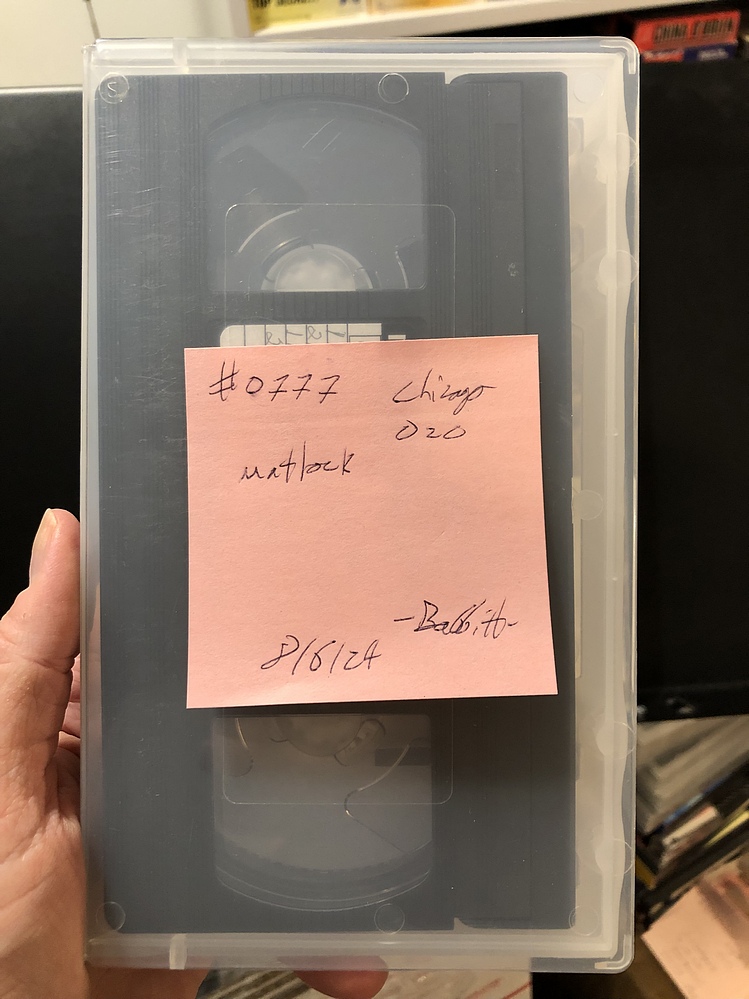 #0777 Chicago
020
matlock
-Babbitt-
8/6/24